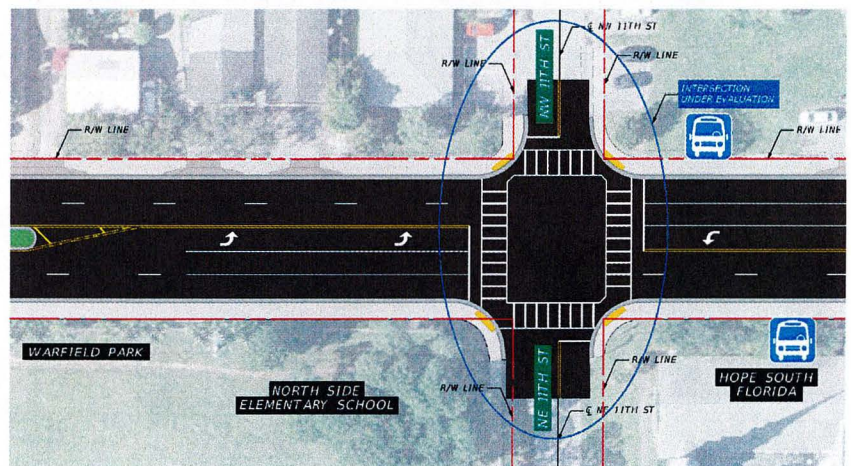 ℄ NW 11TH ST
R/W LINE
NW 11TH ST
R/W LINE
INTERSECTION
UNDER EVALUATION
R/W LINE
R/W LINE
WARFIELD PARK
NORTH SIDE
ELEMENTARY SCHOOL
R/W LINE
NE 11TH ST
R/W LINE
℄ NE 11TH ST
HOPE SOUTH
FLORIDA